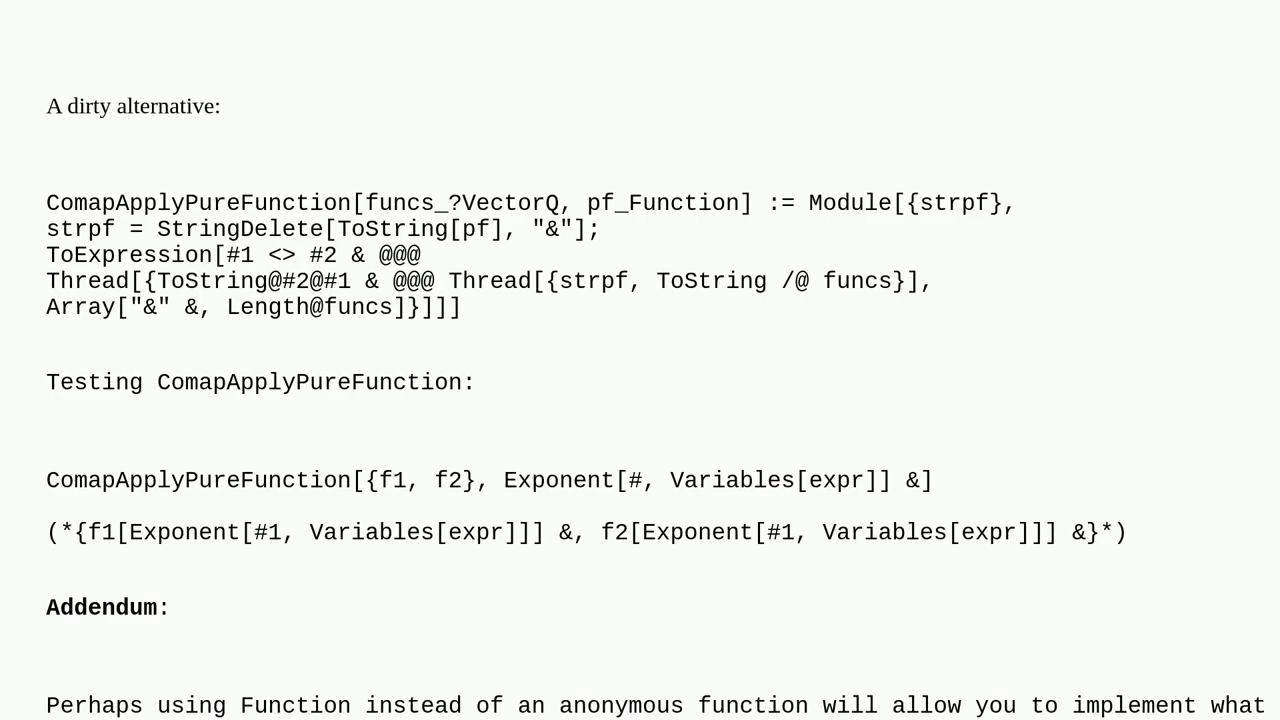 A dirty alternative:
ComapApplyPureFunction[funcs_?VectorQ, pf_Function] := Module[{strpf},
strpf = StringDelete[ToString[pf], "&"];
ToExpression[#1 <> #2 & @@@
Thread[{ToString@#2@#1 & @@@ Thread[{strpf, ToString /@ funcs}],
Array["&" &, Length@funcs]}]]]
Testing ComapApplyPureFunction:
ComapApplyPureFunction[{f1, f2}, Exponent[#, Variables[expr]] &]
(*{f1[Exponent[#1, Variables[expr]]] &, f2[Exponent[#1, Variables[expr]]] &}*)
Addendum:
Perhaps using Function instead of an anonymous function will allow you to implement what